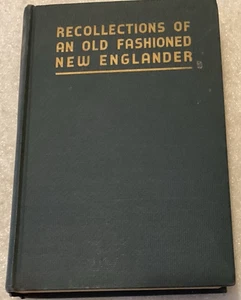 RECOLLECTIONS OF
AN OLD FASHIONED
NEW ENGLANDER